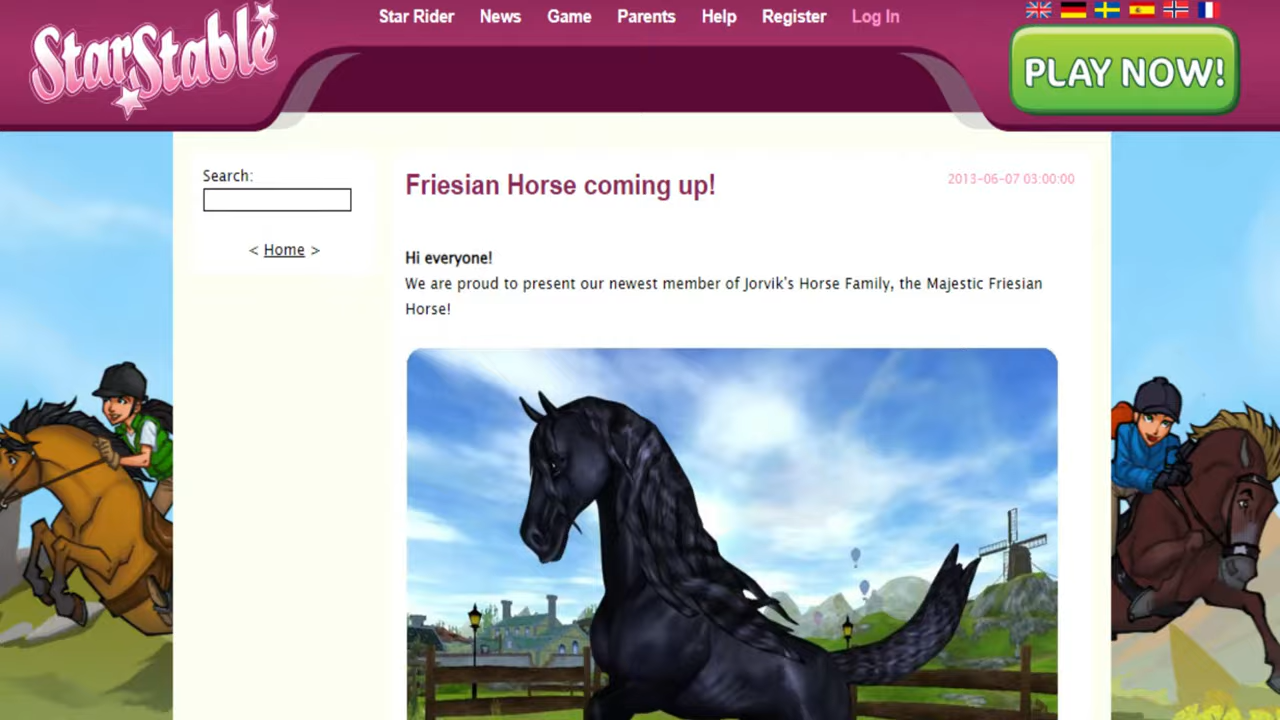 StarStable
Star Rider News Game Parents Help Register Log In
PLAY NOW!
Search:
< Home >
Friesian Horse coming up!
2013-06-07 03:00:00
Hi everyone!
We are proud to present our newest member of Jorvik's Horse Family, the Majestic Friesian
Horse!